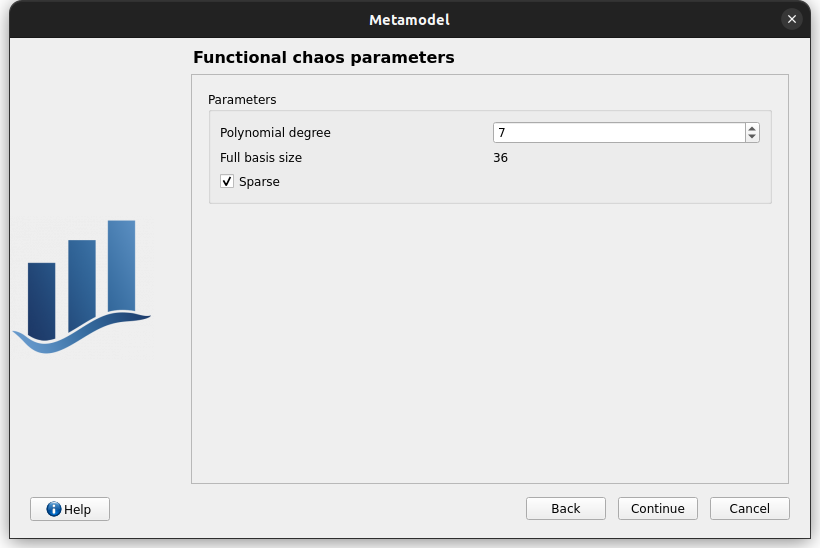 Metamodel
Functional chaos parameters
Parameters
Polynomial degree 7
Full basis size 36
Sparse
Help Back Continue Cancel